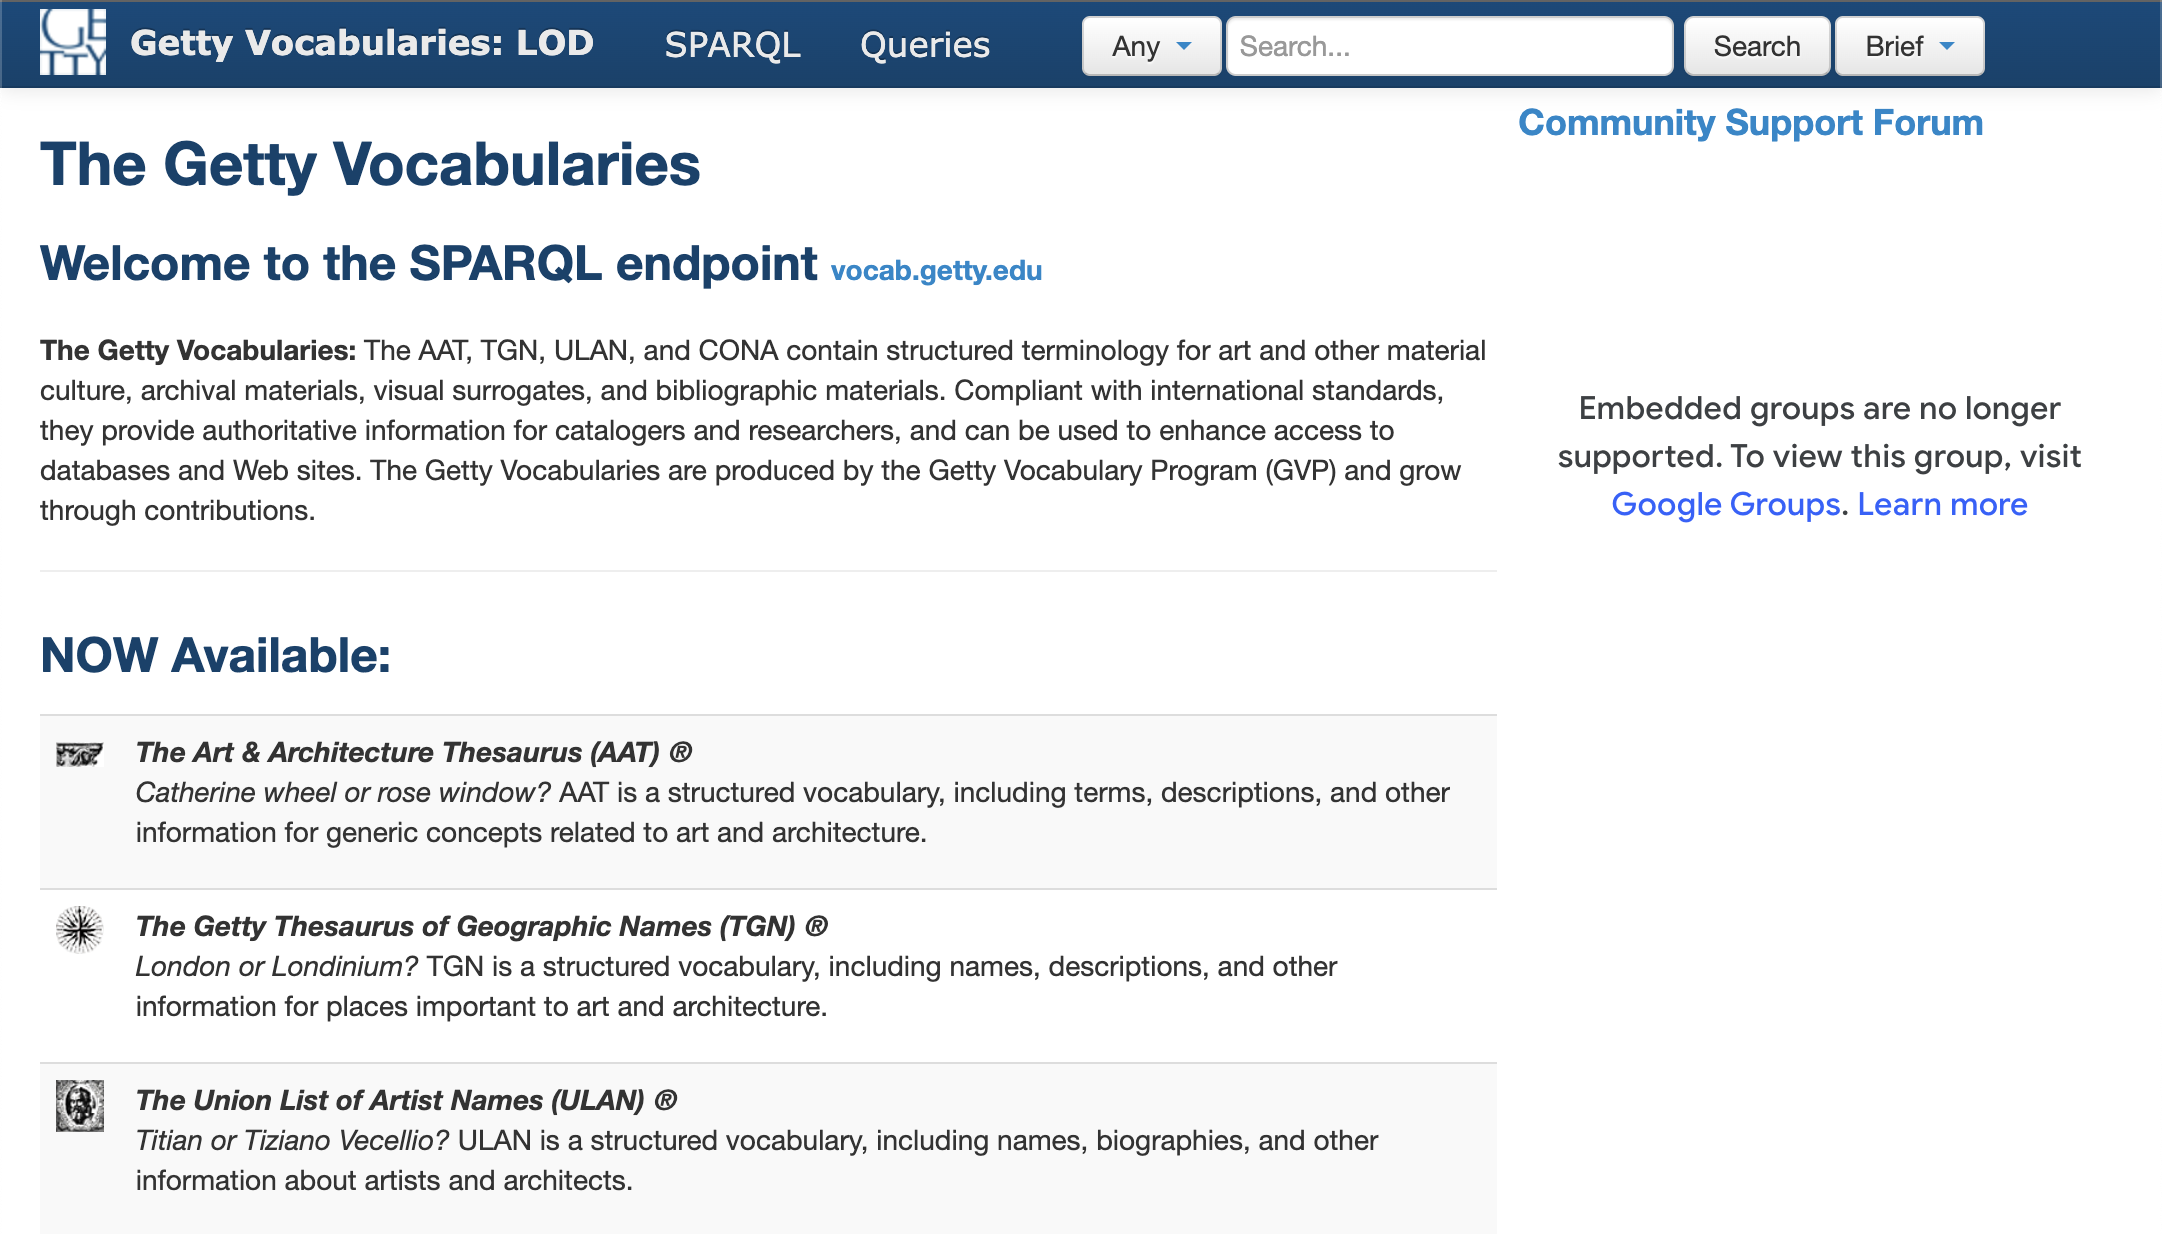 GE
TTY
Getty Vocabularies: LOD
SPARQL
Queries
Any
Search...
Search
Brief
Community Support Forum
The Getty Vocabularies
Welcome to the SPARQL endpoint vocab.getty.edu
The Getty Vocabularies: The AAT, TGN, ULAN, and CONA contain structured terminology for art and other material
culture, archival materials, visual surrogates, and bibliographic materials. Compliant with international standards,
they provide authoritative information for catalogers and researchers, and can be used to enhance access to
databases and Web sites. The Getty Vocabularies are produced by the Getty Vocabulary Program (GVP) and grow
through contributions.
Embedded groups are no longer
supported. To view this group, visit
Google Groups. Learn more
NOW Available:
The Art & Architecture Thesaurus (AAT) ®
Catherine wheel or rose window? AAT is a structured vocabulary, including terms, descriptions, and other
information for generic concepts related to art and architecture.
The Getty Thesaurus of Geographic Names (TGN) ®
London or Londinium? TGN is a structured vocabulary, including names, descriptions, and other
information for places important to art and architecture.
The Union List of Artist Names (ULAN) ®
Titian or Tiziano Vecellio? ULAN is a structured vocabulary, including names, biographies, and other
information about artists and architects.